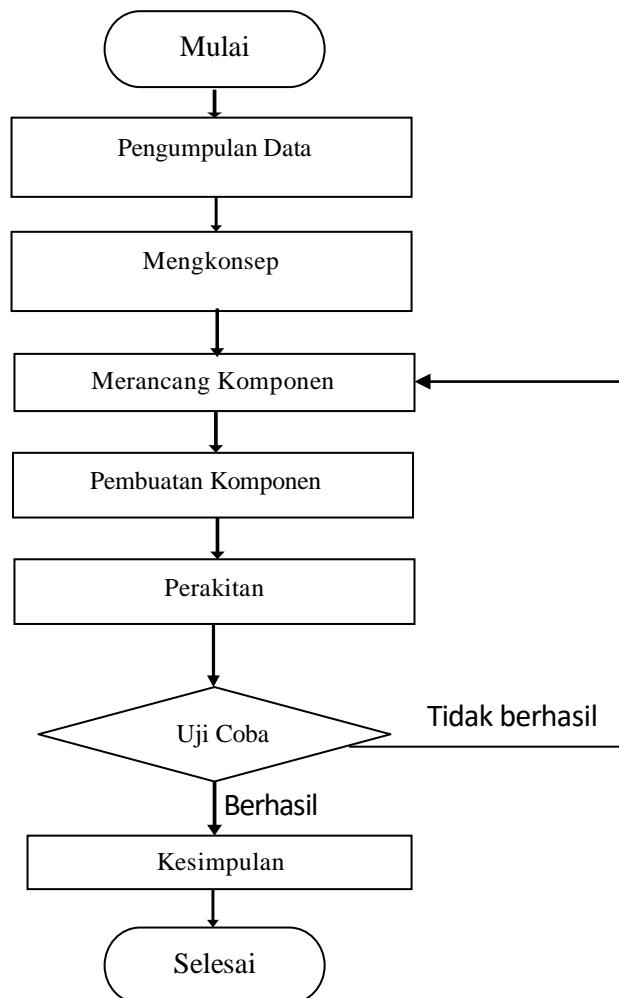 Mulai
Pengumpulan Data
Mengkonsep
Merancang Komponen
Pembuatan Komponen
Perakitan
Uji Coba
Tidak berhasil
Berhasil
Kesimpulan
Selesai